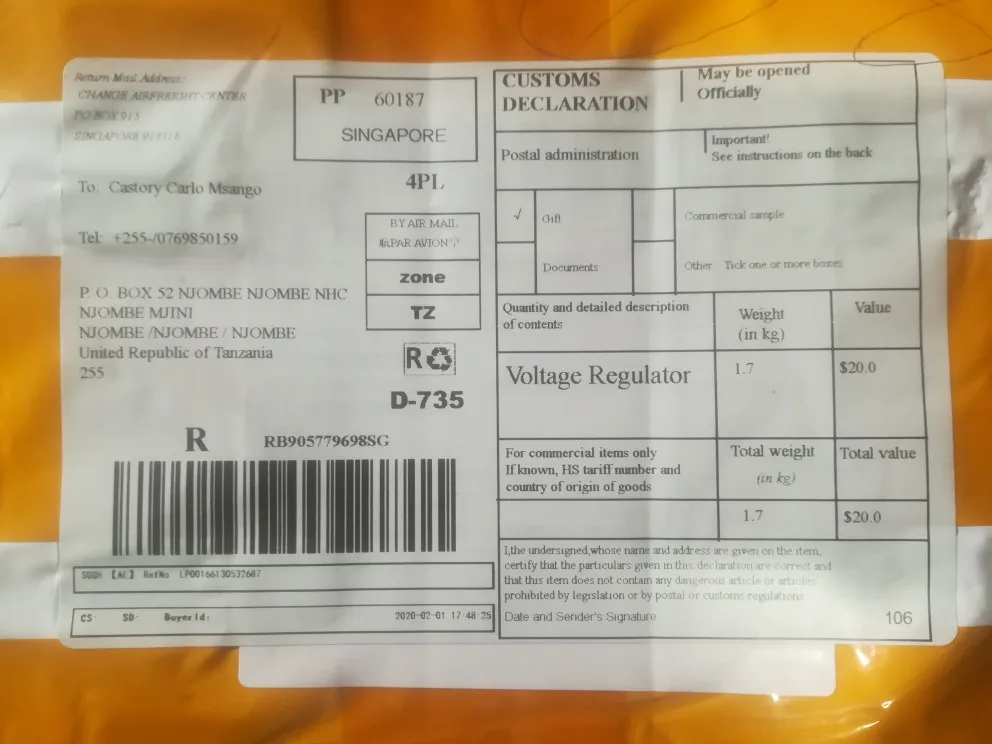 Return Mail Address:
CHANGE AIRFREIGHT CENTER
PO BOX 915
SINGAPORE 918118
PP 60187
SINGAPORE
4PL
To: Castory Carlo Msango
Tel: +255-/0769850159
P. O. BOX 52 NJOMBE NJOMBE NHC
NJOMBE MJINI
NJOMBE /NJOMBE / NJOMBE
United Republic of Tanzania
255
BY AIR MAIL
PAR AVION
zone
TZ
R
D-735
R RB905779698SG
SGGH 【AE】 RefNo LP00166130532687
CS: SD: Buyer Id: 2020-02-01 17 48 25
CUSTOMS
DECLARATION
May be opened
Officially
Postal administration
Important!
See instructions on the back
√ Gift
Commercial sample
Documents
Other Tick one or more boxes
Quantity and detailed description
of contents
Weight
(in kg)
Value
Voltage Regulator
1.7
$20.0
For commercial items only
If known, HS tariff number and
country of origin of goods
Total weight
(in kg)
Total value
1.7
$20.0
I,the undersigned,whose name and address are given on the item,
certify that the particulars given in this declaration are correct and
that this item does not contain any dangerous article or articles
prohibited by legislation or by postal or customs regulations
Date and Sender's Signature
106